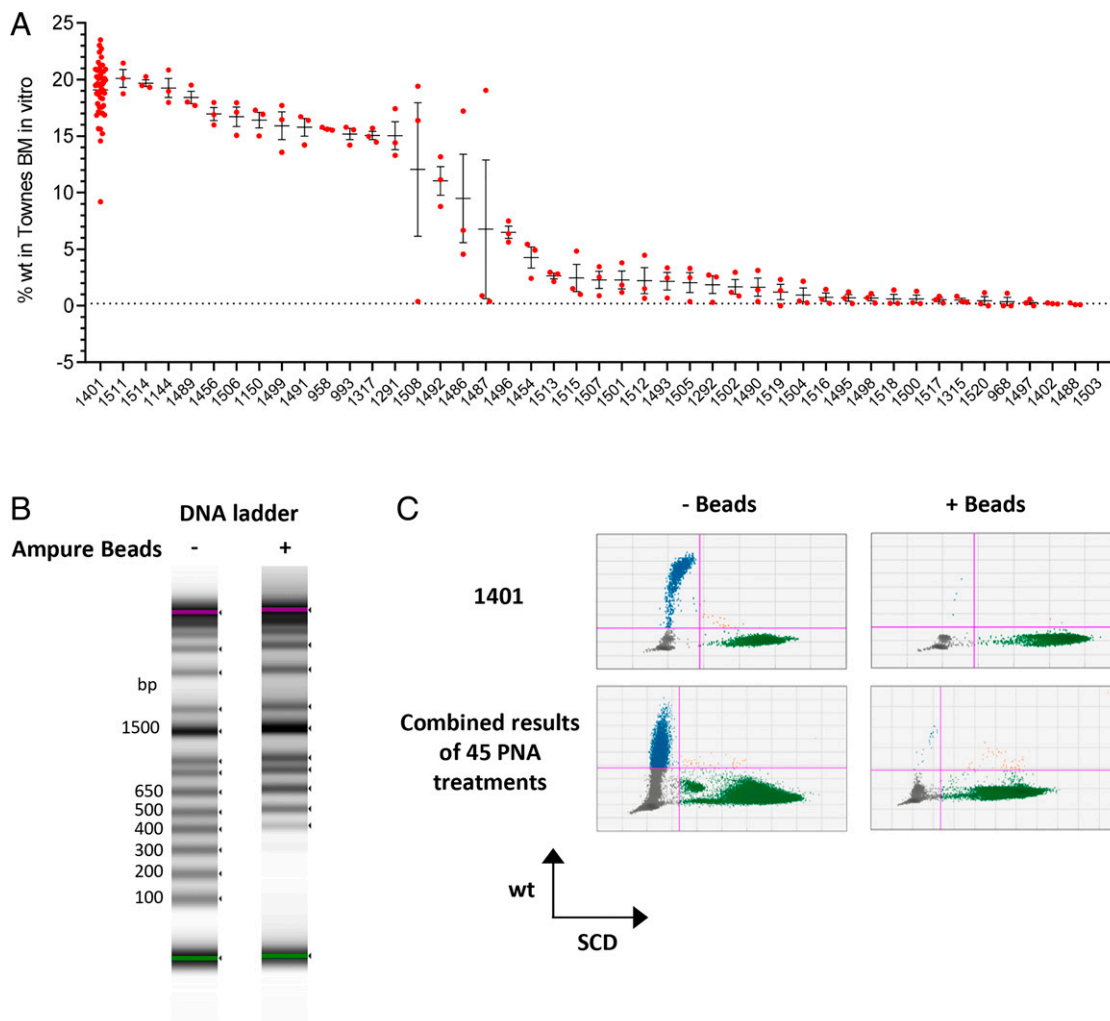 A
% wt in Townes BM in vitro
25
20
15
10
5
0
-5
1401 1511 1514 1144 1489 1456 1506 1150 1499 1491 958 993 1317 1291 1508 1492 1486 1487 1496 1454 1513 1515 1507 1501 1512 1493 1505 1292 1502 1490 1519 1504 1516 1495 1498 1518 1500 1517 1315 1520 968 1497 1402 1488 1503
B
DNA ladder
Ampure Beads - +
bp
1500
650
500
400
300
200
100
C
- Beads + Beads
1401
Combined results
of 45 PNA
treatments
wt
SCD